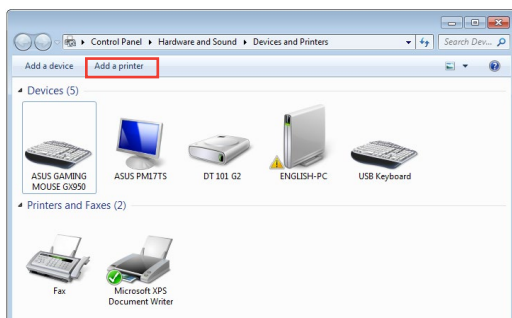 Control Panel ▸ Hardware and Sound ▸ Devices and Printers
Search Dev...
Add a device Add a printer
Devices (5)
ASUS GAMING MOUSE GX950
ASUS PM17TS
DT 101 G2
ENGLISH-PC
USB Keyboard
Printers and Faxes (2)
Fax
Microsoft XPS Document Writer